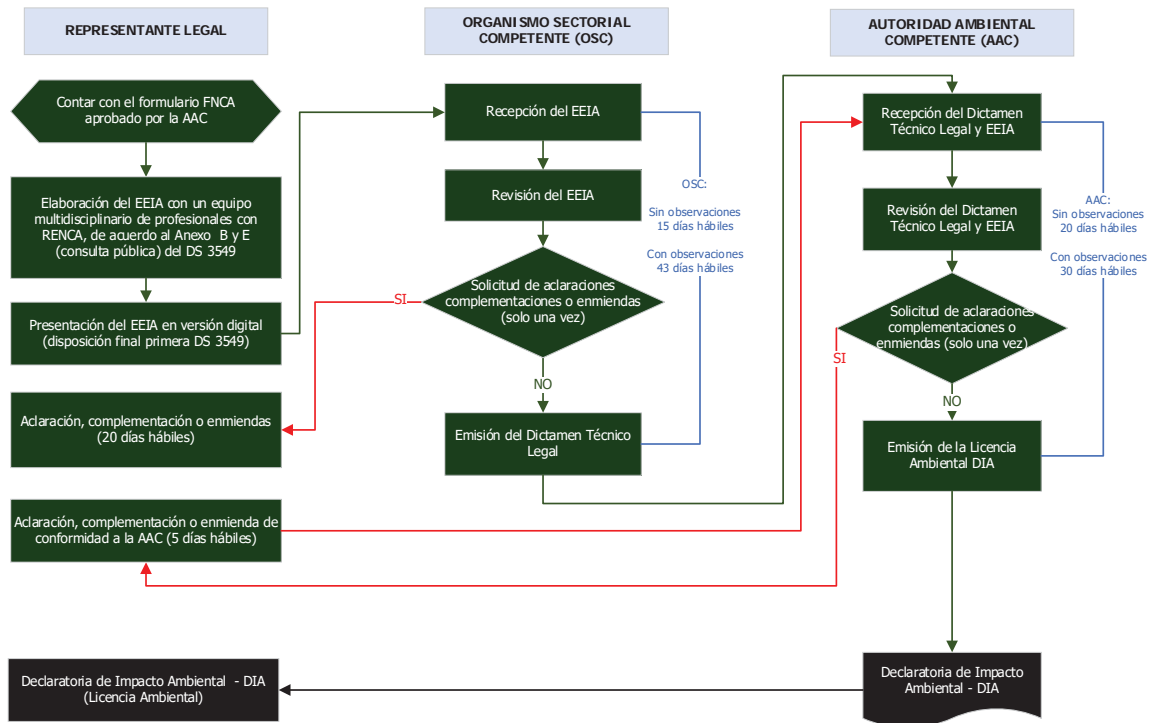 REPRESENTANTE LEGAL
ORGANISMO SECTORIAL
COMPETENTE (OSC)
AUTORIDAD AMBIENTAL
COMPETENTE (AAC)
Contar con el formulario FNCA
aprobado por la AAC
Elaboración del EEIA con un equipo
multidisciplinario de profesionales con
RENCA, de acuerdo al Anexo B y E
(consulta pública) del DS 3549
Presentación del EEIA en versión digital
(disposición final primera DS 3549)
Aclaración, complementación o enmiendas
(20 días hábiles)
Aclaración, complementación o enmienda de
conformidad a la AAC (5 días hábiles)
Declaratoria de Impacto Ambiental - DIA
(Licencia Ambiental)
Recepción del EEIA
Revisión del EEIA
Solicitud de aclaraciones
complementaciones o enmiendas
(solo una vez)
SI
NO
Emisión del Dictamen Técnico
Legal
OSC:
Sin observaciones
15 días hábiles
Con observaciones
43 días hábiles
Recepción del Dictamen
Técnico Legal y EEIA
Revisión del Dictamen
Técnico Legal y EEIA
Solicitud de aclaraciones
complementaciones o
enmiendas (solo una vez)
SI
NO
Emisión de la Licencia
Ambiental DIA
AAC:
Sin observaciones
20 días hábiles
Con observaciones
30 días hábiles
Declaratoria de Impacto
Ambiental - DIA